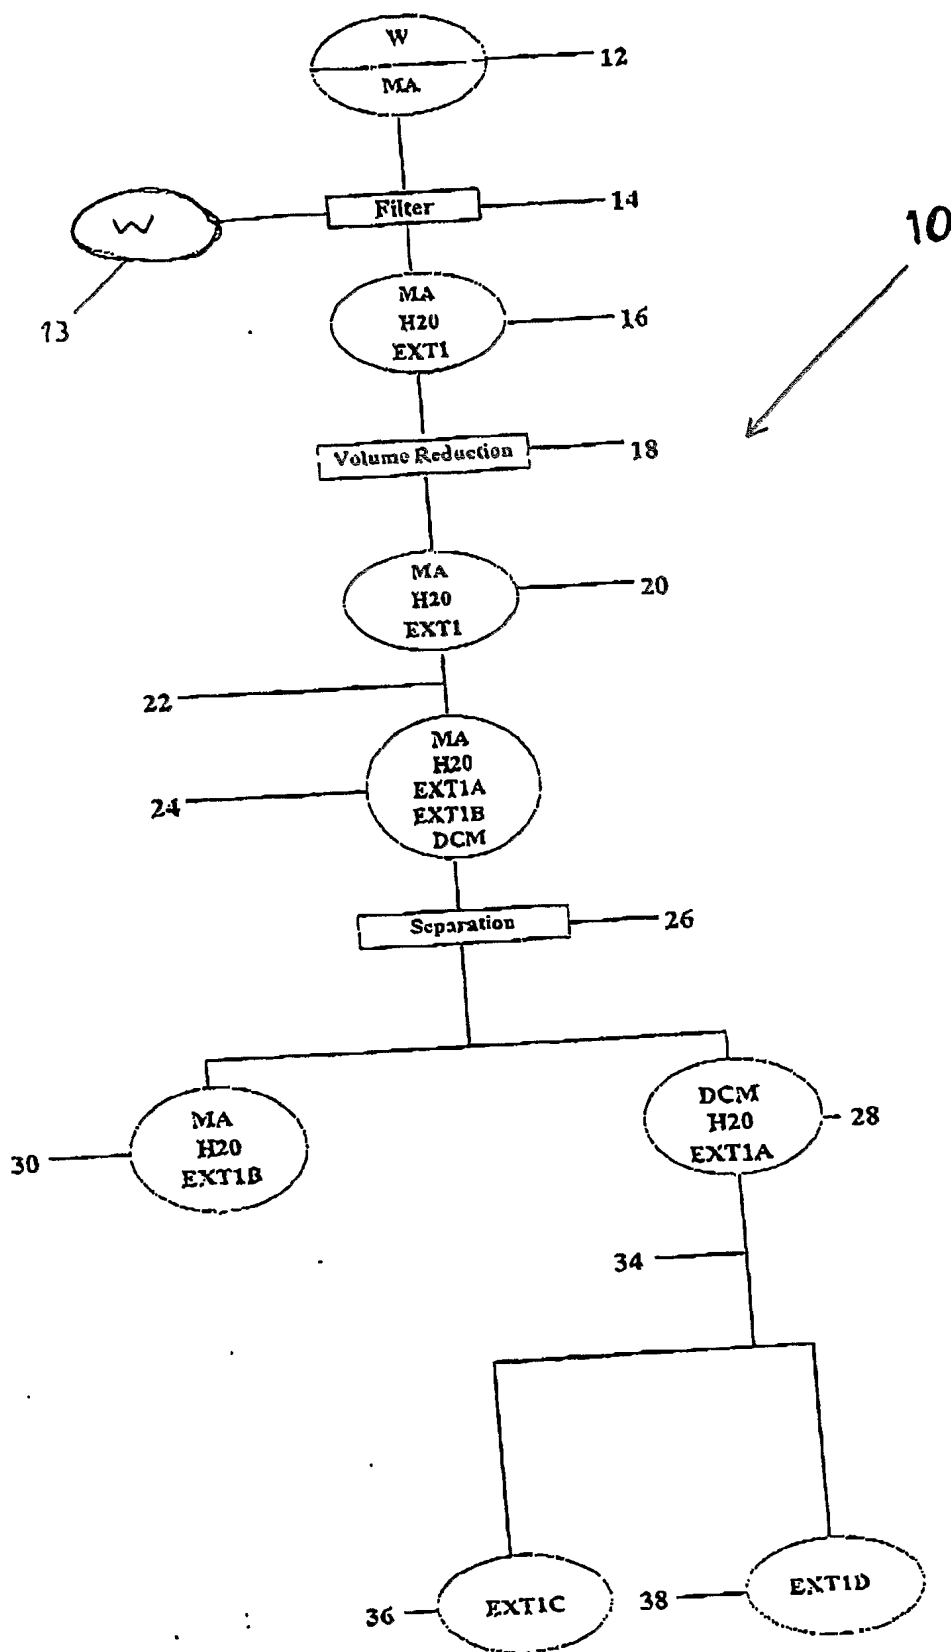 W
MA
12
W
Filter
14
10
13
MA
H20
EXT1
16
Volume Reduction
18
MA
H20
EXT1
20
22
MA
H20
EXT1A
EXT1B
DCM
24
Separation
26
MA
H20
EXT1B
30
DCM
H20
EXT1A
28
34
36
EXT1C
38
EXT1D